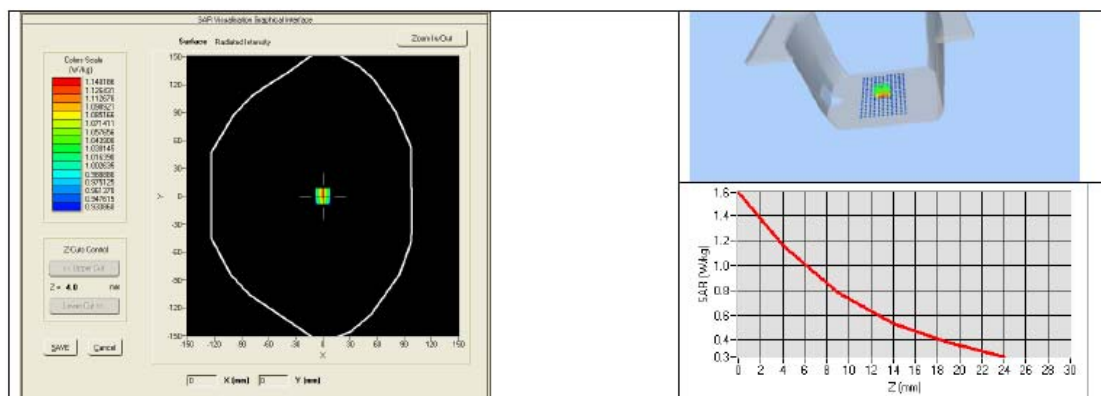 SAR Visualisation Graphical Interface
Surface Radiated Intensity
Zoom In/Out
Colors Scale
(W/kg)
1.140186
1.126431
1.112676
1.098921
1.085166
1.071411
1.057656
1.043900
1.030145
1.016390
1.002635
0.988880
0.975125
0.961370
0.947615
0.933860
150
120
90
60
30
0
-30
-60
-90
-120
-150
Y
-150 -120 -90 -60 -30 0 30 60 90 120 150
X
Z Cuts Control
<< Upper Cut
Z = 4.0 mm
Lower Cut >>
SAVE Cancel
0 X (mm) 0 Y (mm)
SAR (W/kg)
1.6
1.4
1.2
1.0
0.8
0.6
0.4
0.3
0 2 4 6 8 10 12 14 16 18 20 22 24 26 28 30
Z (mm)